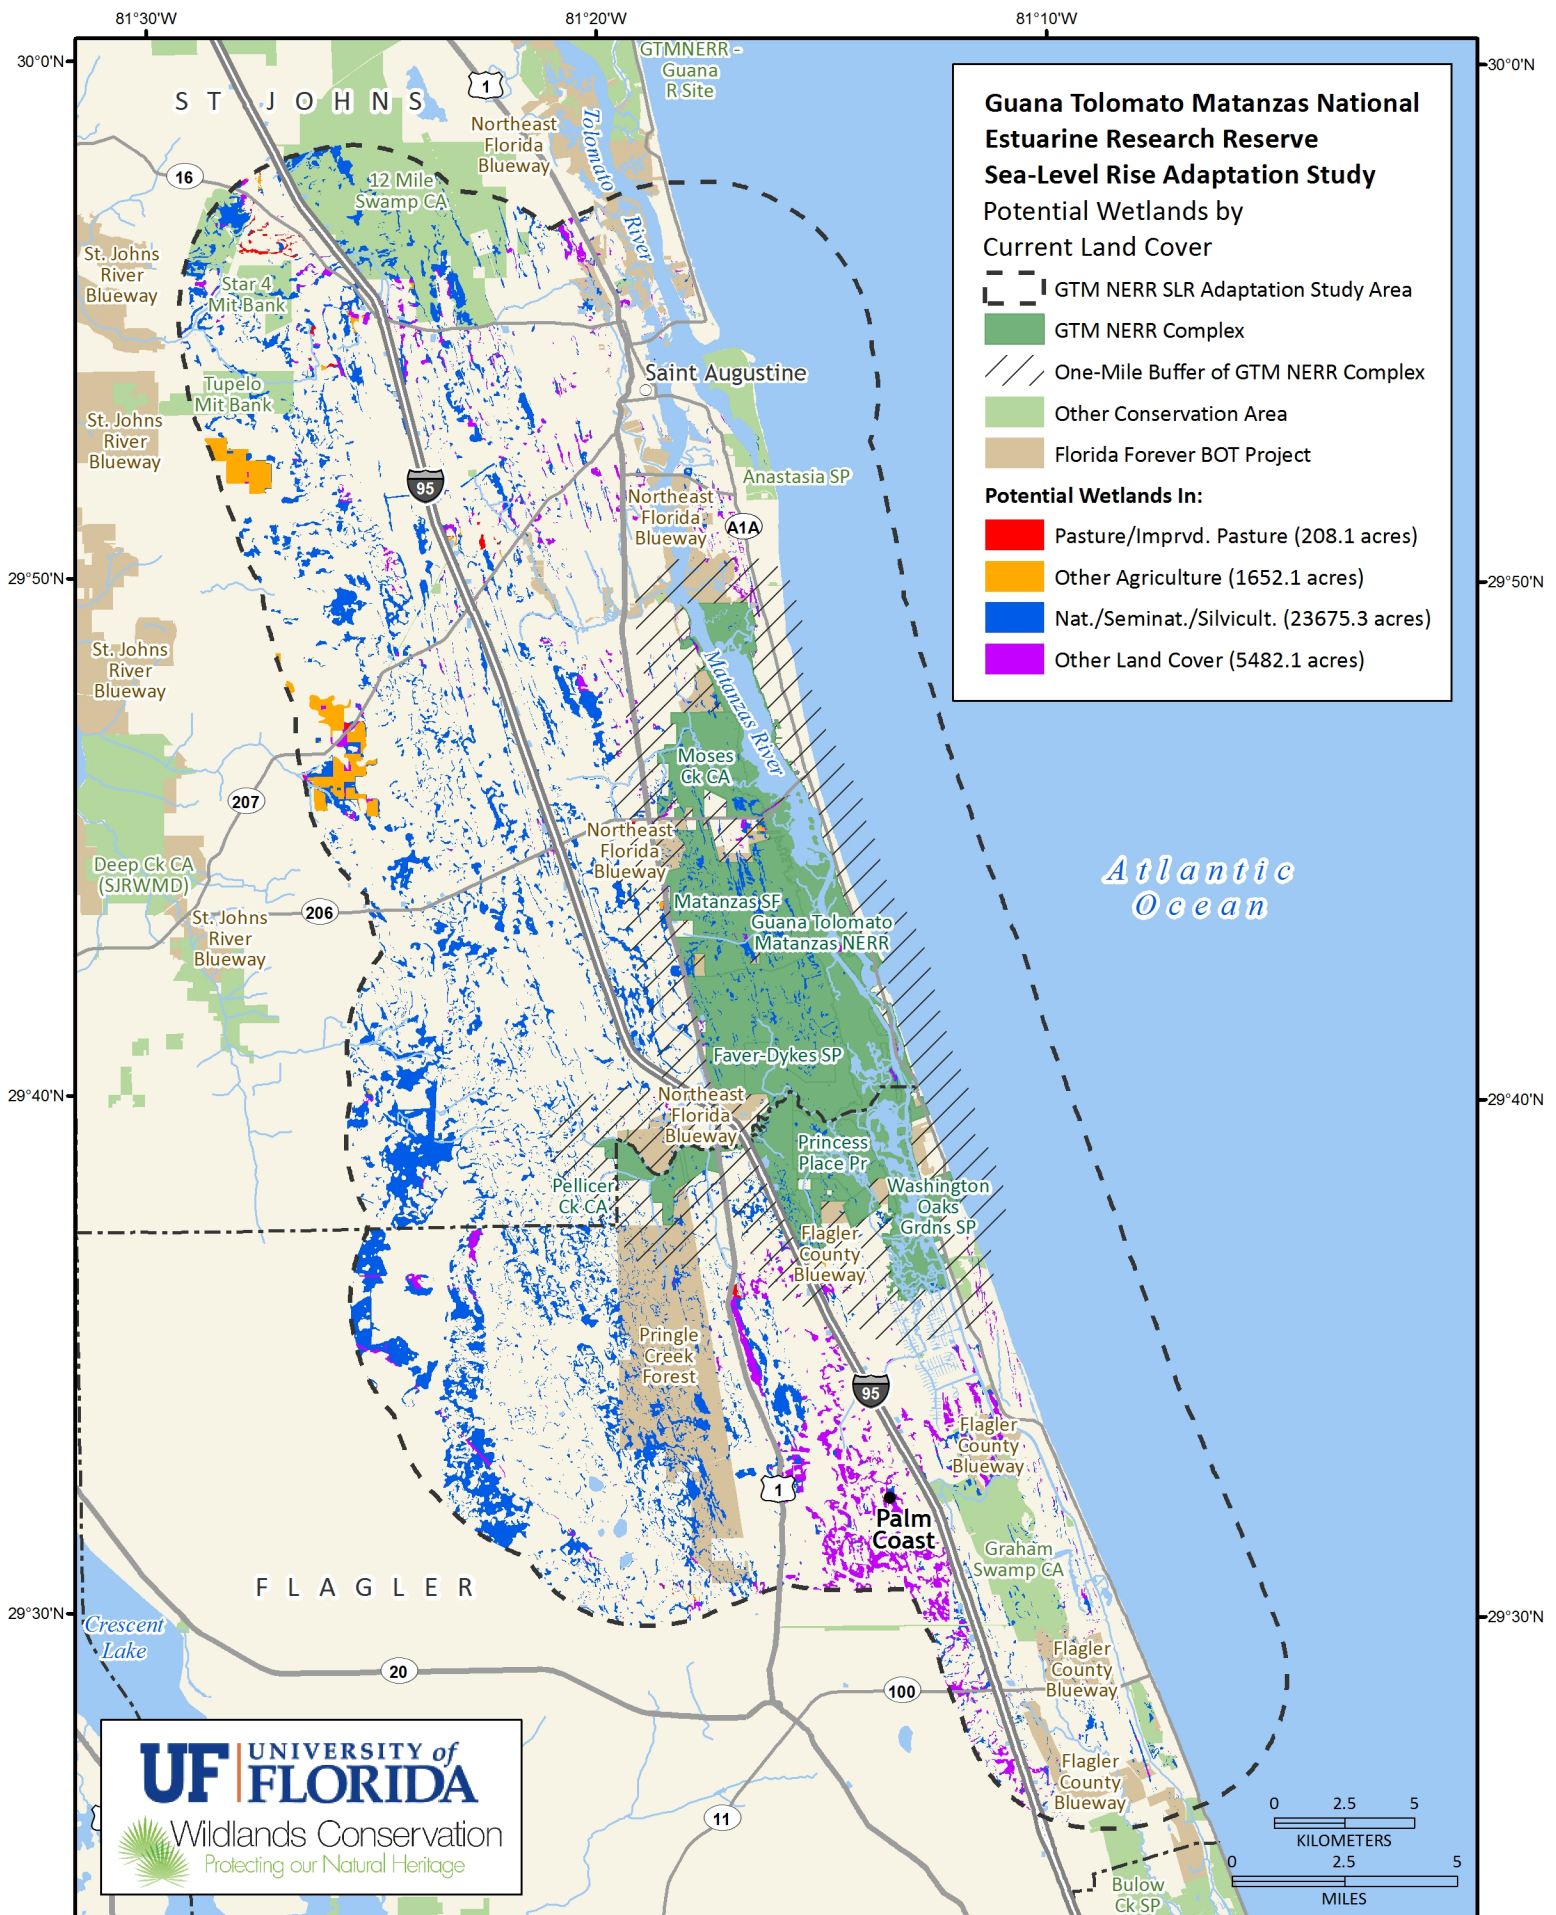 81°30'W
81°20'W
81°10'W
30°0'N
30°0'N
29°50'N
29°50'N
29°40'N
29°40'N
29°30'N
29°30'N
Guana Tolomato Matanzas National
Estuarine Research Reserve
Sea-Level Rise Adaptation Study
Potential Wetlands by
Current Land Cover
GTM NERR SLR Adaptation Study Area
GTM NERR Complex
One-Mile Buffer of GTM NERR Complex
Other Conservation Area
Florida Forever BOT Project
Potential Wetlands In:
Pasture/Imprvd. Pasture (208.1 acres)
Other Agriculture (1652.1 acres)
Nat./Seminat./Silvicult. (23675.3 acres)
Other Land Cover (5482.1 acres)
GTMNERR -
Guana
R Site
ST JOHNS
1
Northeast
Florida
Blueway
Tolomato
River
16
12 Mile
Swamp CA
St. Johns
River
Blueway
Star 4
Mit Bank
Saint Augustine
Tupelo
Mit Bank
St. Johns
River
Blueway
95
Anastasia SP
Northeast
Florida
Blueway
A1A
St. Johns
River
Blueway
Matanzas River
Moses
Ck CA
207
Northeast
Florida
Blueway
Deep Ck CA
(SJRWMD)
Atlantic
Ocean
206
Matanzas SF
Guana Tolomato
Matanzas NERR
St. Johns
River
Blueway
Faver-Dykes SP
Northeast
Florida
Blueway
Princess
Place Pr
Pellicer
Ck CA
Washington
Oaks
Grdns SP
Flagler
County
Blueway
Pringle
Creek
Forest
95
Flagler
County
Blueway
1
Palm
Coast
Graham
Swamp CA
FLAGLER
Crescent
Lake
20
100
Flagler
County
Blueway
Flagler
County
Blueway
11
Bulow
Ck SP
UF UNIVERSITY of
FLORIDA
Wildlands Conservation
Protecting our Natural Heritage
0 2.5 5
KILOMETERS
0 2.5 5
MILES